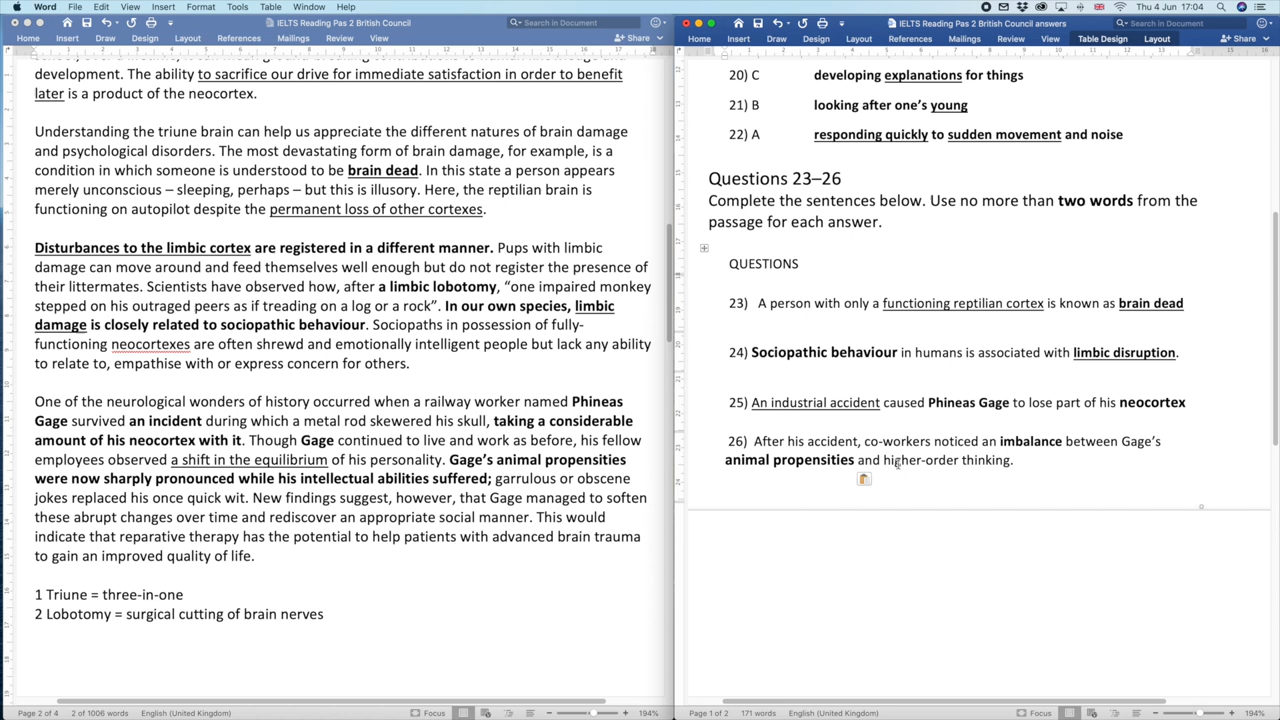 Word File Edit View Insert Format Tools Table Window Help Thu 4 Jun 17:04
IELTS Reading Pas 2 British Council
Search in Document
Home Insert Draw Design Layout References Mailings Review View Share
development. The ability to sacrifice our drive for immediate satisfaction in order to benefit
later is a product of the neocortex.
Understanding the triune brain can help us appreciate the different natures of brain damage
and psychological disorders. The most devastating form of brain damage, for example, is a
condition in which someone is understood to be brain dead. In this state a person appears
merely unconscious – sleeping, perhaps – but this is illusory. Here, the reptilian brain is
functioning on autopilot despite the permanent loss of other cortexes.
Disturbances to the limbic cortex are registered in a different manner. Pups with limbic
damage can move around and feed themselves well enough but do not register the presence of
their littermates. Scientists have observed how, after a limbic lobotomy, “one impaired monkey
stepped on his outraged peers as if treading on a log or a rock”. In our own species, limbic
damage is closely related to sociopathic behaviour. Sociopaths in possession of fully-
functioning neocortexes are often shrewd and emotionally intelligent people but lack any ability
to relate to, empathise with or express concern for others.
One of the neurological wonders of history occurred when a railway worker named Phineas
Gage survived an incident during which a metal rod skewered his skull, taking a considerable
amount of his neocortex with it. Though Gage continued to live and work as before, his fellow
employees observed a shift in the equilibrium of his personality. Gage’s animal propensities
were now sharply pronounced while his intellectual abilities suffered; garrulous or obscene
jokes replaced his once quick wit. New findings suggest, however, that Gage managed to soften
these abrupt changes over time and rediscover an appropriate social manner. This would
indicate that reparative therapy has the potential to help patients with advanced brain trauma
to gain an improved quality of life.
1 Triune = three-in-one
2 Lobotomy = surgical cutting of brain nerves
Page 2 of 4 2 of 1006 words English (United Kingdom) Focus 194%
IELTS Reading Pas 2 British Council answers
Search in Document
Home Insert Draw Design Layout References Mailings Review View Table Design Layout Share
20) C developing explanations for things
21) B looking after one’s young
22) A responding quickly to sudden movement and noise
Questions 23–26
Complete the sentences below. Use no more than two words from the
passage for each answer.
QUESTIONS
23) A person with only a functioning reptilian cortex is known as brain dead
24) Sociopathic behaviour in humans is associated with limbic disruption.
25) An industrial accident caused Phineas Gage to lose part of his neocortex
26) After his accident, co-workers noticed an imbalance between Gage’s
animal propensities and higher-order thinking.
Page 1 of 2 171 words English (United Kingdom) Focus 194%